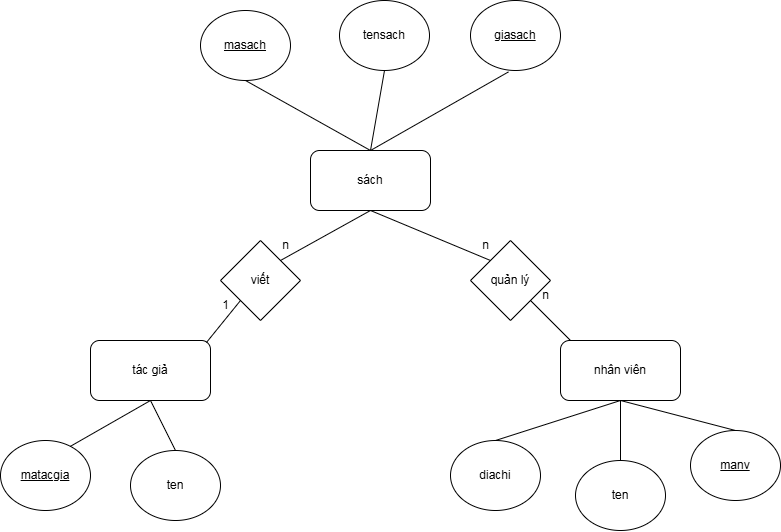 masach
tensach
giasach
sách
n
n
viết
quản lý
1
n
tác giả
nhân viên
matacgia
ten
diachi
ten
manv